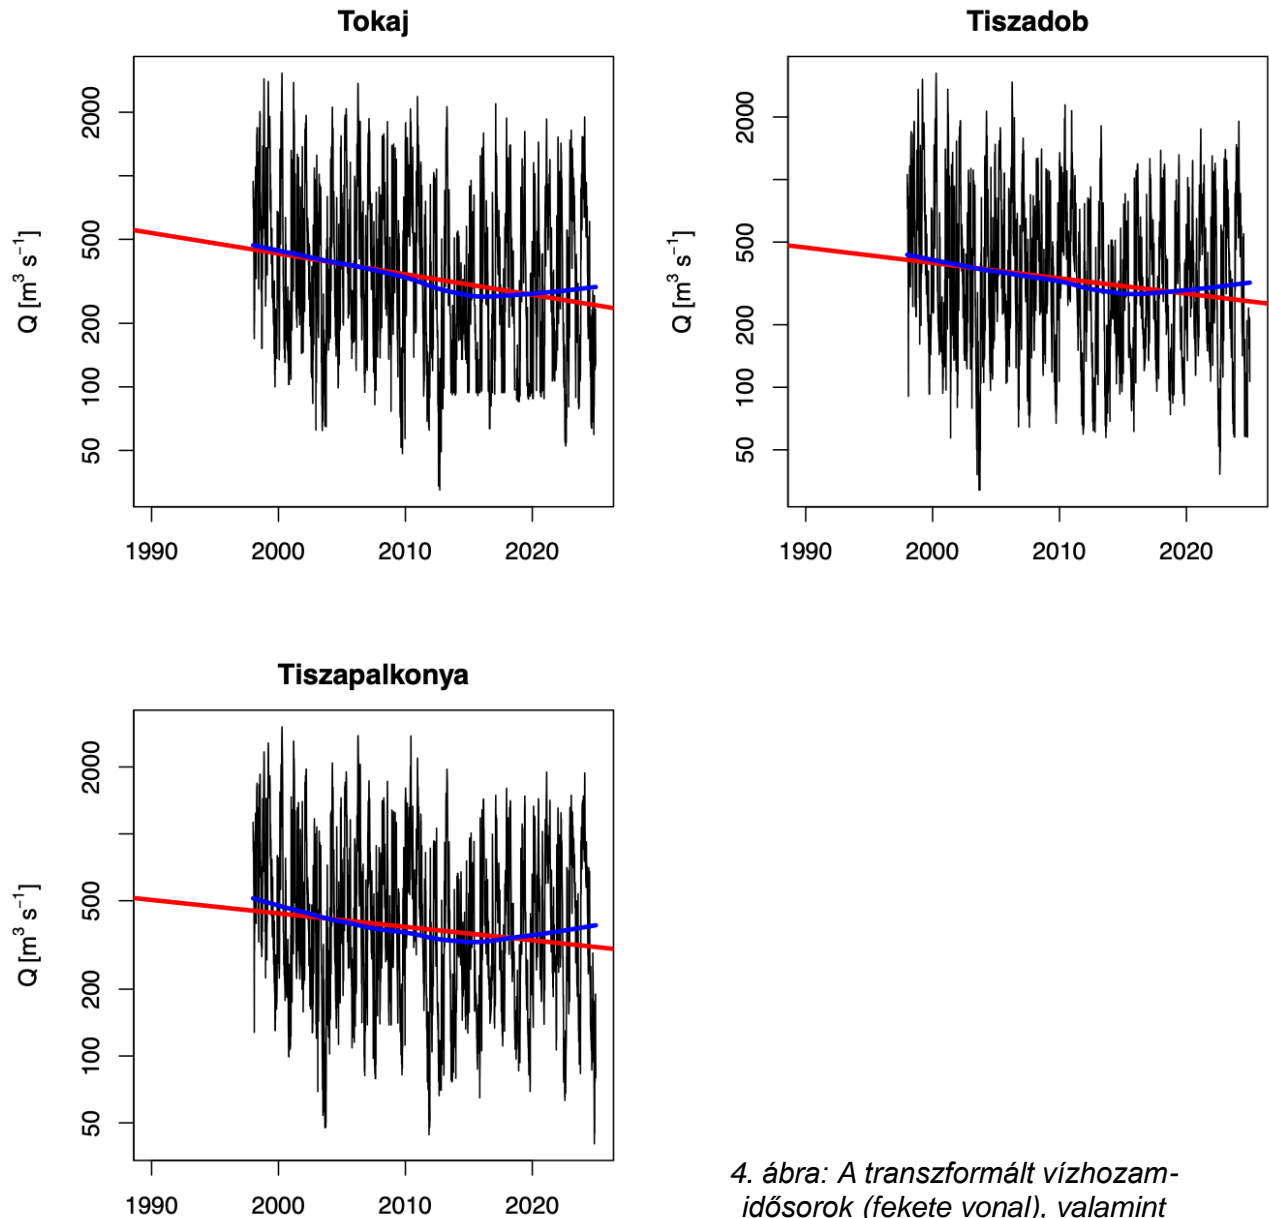 Tokaj
Q [m³ s⁻¹]
2000
500
200
100
50
1990 2000 2010 2020
Tiszadob
Q [m³ s⁻¹]
2000
500
200
100
50
1990 2000 2010 2020
Tiszapalkonya
Q [m³ s⁻¹]
2000
500
200
100
50
1990 2000 2010 2020
4. ábra: A transzformált vízhozam-
idősorok (fekete vonal), valamint